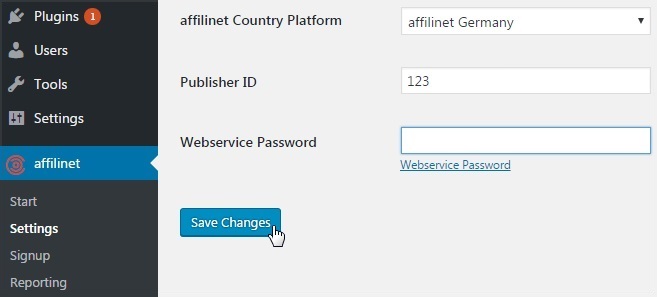 Plugins 1
Users
Tools
Settings
affilinet
Start
Settings
Signup
Reporting
affilinet Country Platform
affilinet Germany
Publisher ID
123
Webservice Password
Webservice Password
Save Changes